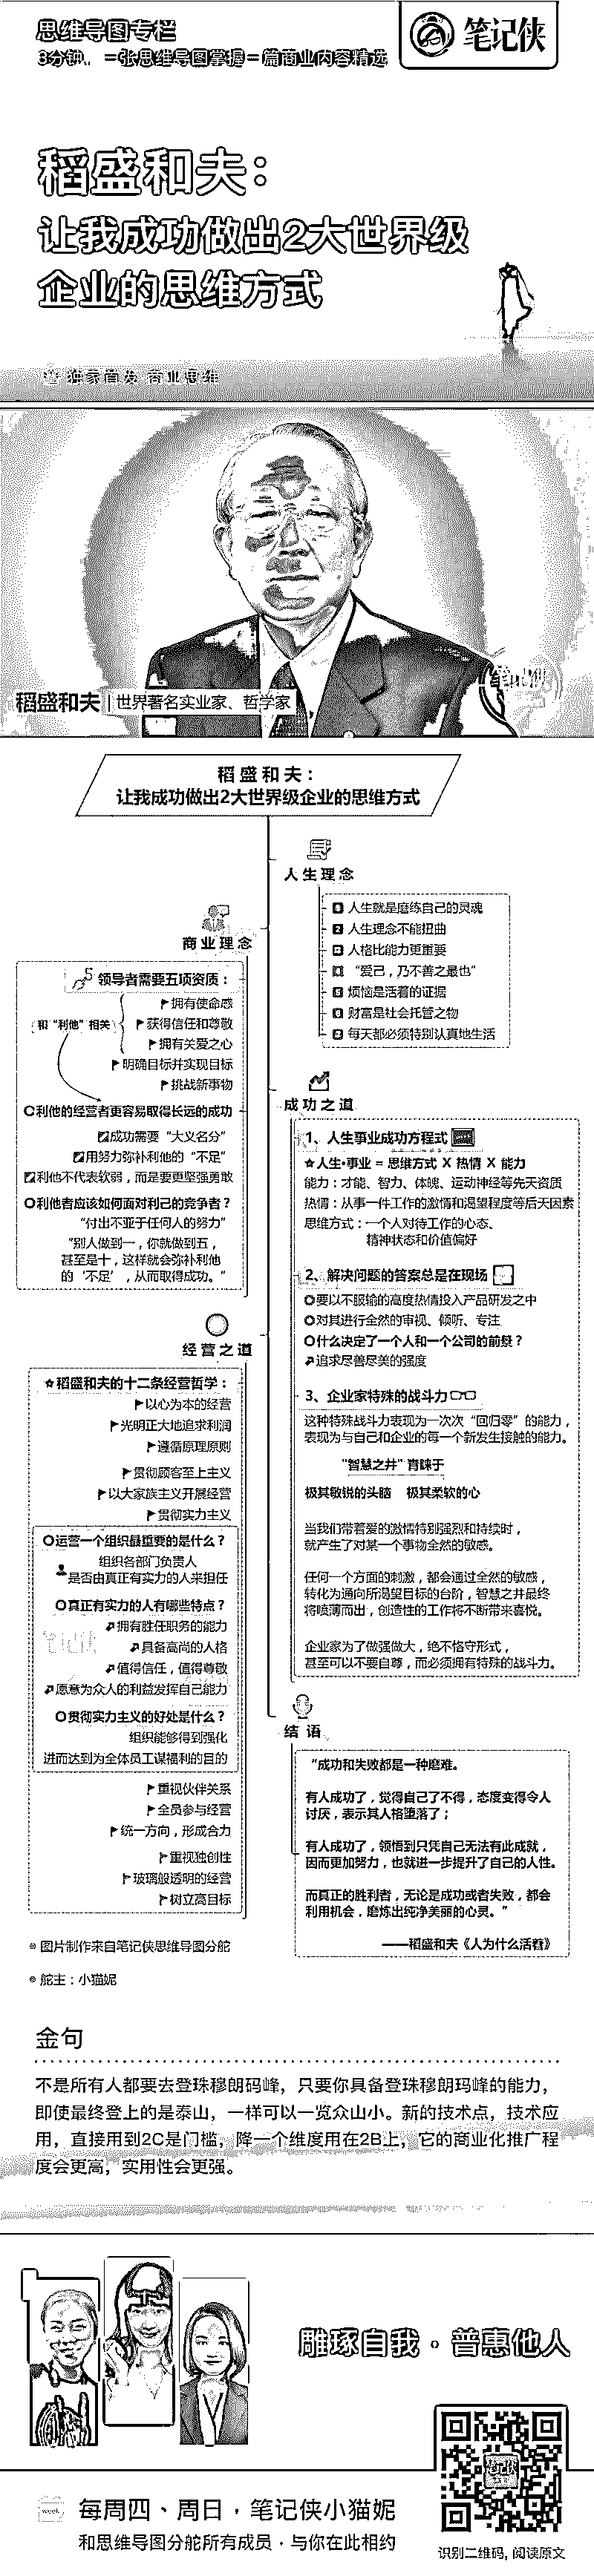 思维导图专栏
笔记侠
3分钟，一张思维导图掌握一篇商业内容精选
稻盛和夫：
让我成功做出2大世界级
企业的思维方式
独家首发 商业思维
稻盛和夫 | 世界著名实业家、哲学家
稻盛和夫：
让我成功做出2大世界级企业的思维方式
人生理念
人生就是磨练自己的灵魂
2 人生理念不能扭曲
人格比能力更重要
“爱己，乃不善之最也”
5 烦恼是活着的证据
财富是社会托管之物
每天都必须特别认真地生活
商业理念
领导者需要五项资质：
拥有使命感
和“利他”相关
获得信任和尊敬
拥有关爱之心
明确目标并实现目标
挑战新事物
利他的经营者更容易取得长远的成功
成功需要“大义名分”
用努力弥补利他的“不足”
利他不代表软弱，而是要更坚强勇敢
利他者应该如何面对利己的竞争者？
“付出不亚于任何人的努力”
“别人做到一，你就做到五，
甚至是十，这样就会弥补利他
的‘不足’，从而取得成功。”
成功之道
1、人生事业成功方程式
人生•事业 = 思维方式 X 热情 X 能力
能力：才能、智力、体魄、运动神经等先天资质
热情：从事一件工作的激情和渴望程度等后天因素
思维方式：一个人对待工作的心态、
精神状态和价值偏好
2、解决问题的答案总是在现场
要以不服输的高度热情投入产品研发之中
对其进行全然的审视、倾听、专注
什么决定了一个人和一个公司的前景？
追求尽善尽美的强度
3、企业家特殊的战斗力
这种特殊战斗力表现为一次次“回归零”的能力，
表现为与自己和企业的每一个新发生接触的能力。
“智慧之井”青睐于
极其敏锐的头脑 极其柔软的心
当我们带着爱的激情特别强烈和持续时，
就产生了对某一个事物全然的敏感。
任何一个方面的刺激，都会通过全然的敏感，
转化为通向所渴望目标的台阶，智慧之井最终
将喷薄而出，创造性的工作将不断带来喜悦。
企业家为了做强做大，绝不恪守形式，
甚至可以不要自尊，而必须拥有特殊的战斗力。
经营之道
稻盛和夫的十二条经营哲学：
以心为本的经营
光明正大地追求利润
遵循原理原则
贯彻顾客至上主义
以大家族主义开展经营
贯彻实力主义
运营一个组织最重要的是什么？
组织各部门负责人
是否由真正有实力的人来担任
真正有实力的人有哪些特点？
拥有胜任职务的能力
具备高尚的人格
值得信任，值得尊敬
愿意为众人的利益发挥自己能力
贯彻实力主义的好处是什么？
组织能够得到强化
进而达到为全体员工谋福利的目的
重视伙伴关系
全员参与经营
统一方向，形成合力
重视独创性
玻璃般透明的经营
树立高目标
结语
“成功和失败都是一种磨难。
有人成功了，觉得自己了不得，态度变得令人
讨厌，表示其人格堕落了；
有人成功了，领悟到只凭自己无法有此成就，
因而更加努力，也就进一步提升了自己的人性。
而真正的胜利者，无论是成功或者失败，都会
利用机会，磨炼出纯净美丽的心灵。”
——稻盛和夫《人为什么活着》
图片制作来自笔记侠思维导图分舵
舵主：小猫妮
金句
不是所有人都要去登珠穆朗码峰，只要你具备登珠穆朗玛峰的能力，
即使最终登上的是泰山，一样可以一览众山小。新的技术点，技术应
用，直接用到2C是门槛，降一个维度用在2B上，它的商业化推广程
度会更高，实用性会更强。
雕琢自我。普惠他人
week
每周四、周日，笔记侠小猫妮
和思维导图分舵所有成员，与你在此相约
识别二维码，阅读原文